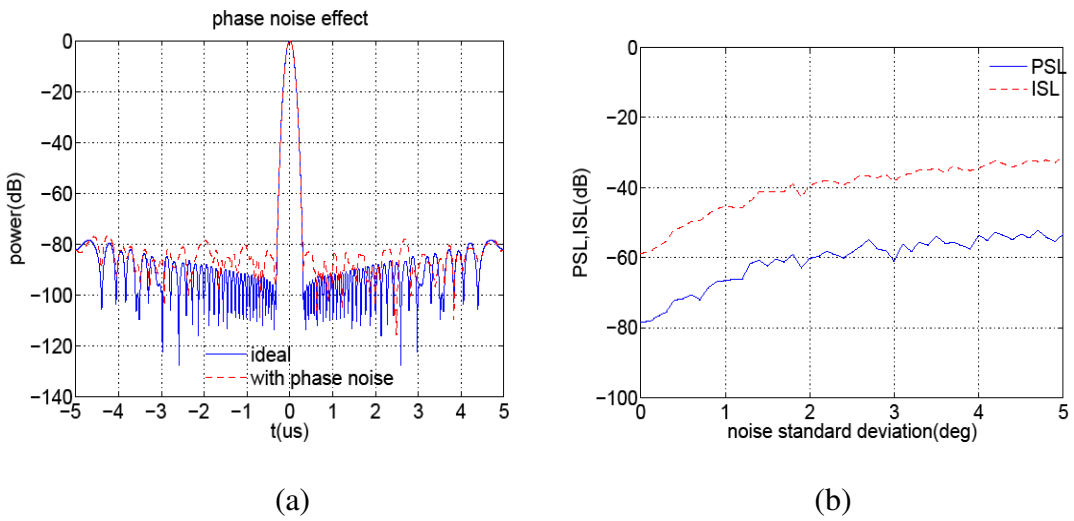 phase noise effect
0
−20
−40
−60
−80
−100
−120
−140
power(dB)
−5 −4 −3 −2 −1 0 1 2 3 4 5
t(us)
ideal
with phase noise
(a)
0
−20
−40
−60
−80
−100
PSL,ISL(dB)
PSL
ISL
0 1 2 3 4 5
noise standard deviation(deg)
(b)